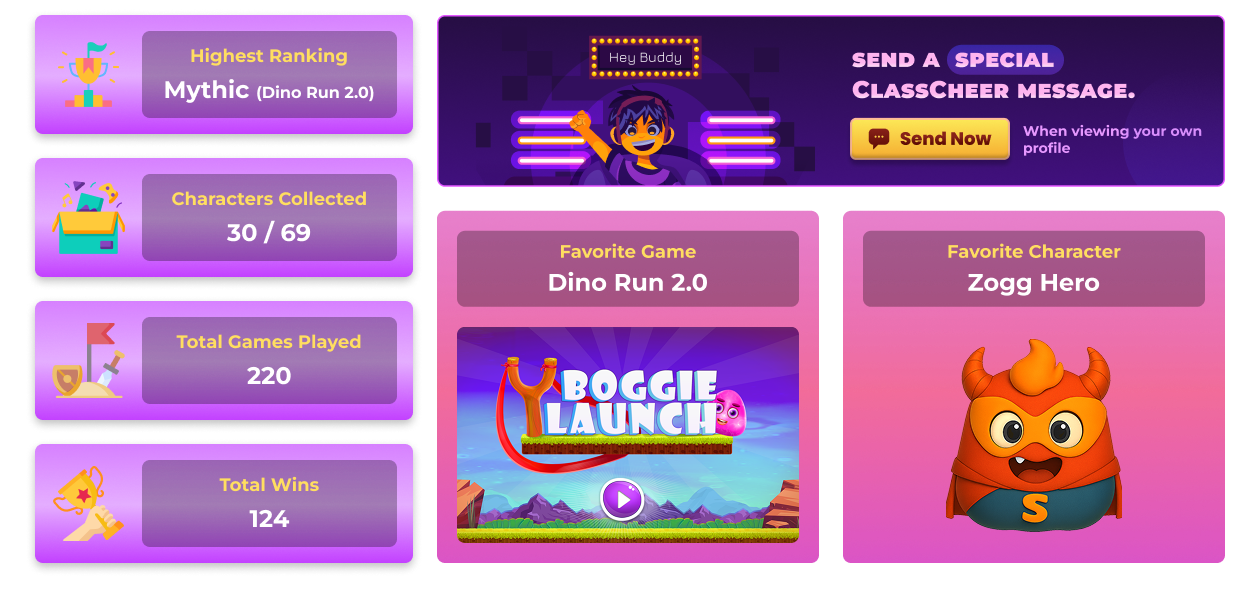 Highest Ranking
Mythic (Dino Run 2.0)
Characters Collected
30 / 69
Total Games Played
220
Total Wins
124
Hey Buddy
SEND A SPECIAL
CLASSCHEER MESSAGE.
Send Now
When viewing your own
profile
Favorite Game
Dino Run 2.0
BOGGIE
LAUNCH
Favorite Character
Zogg Hero
S